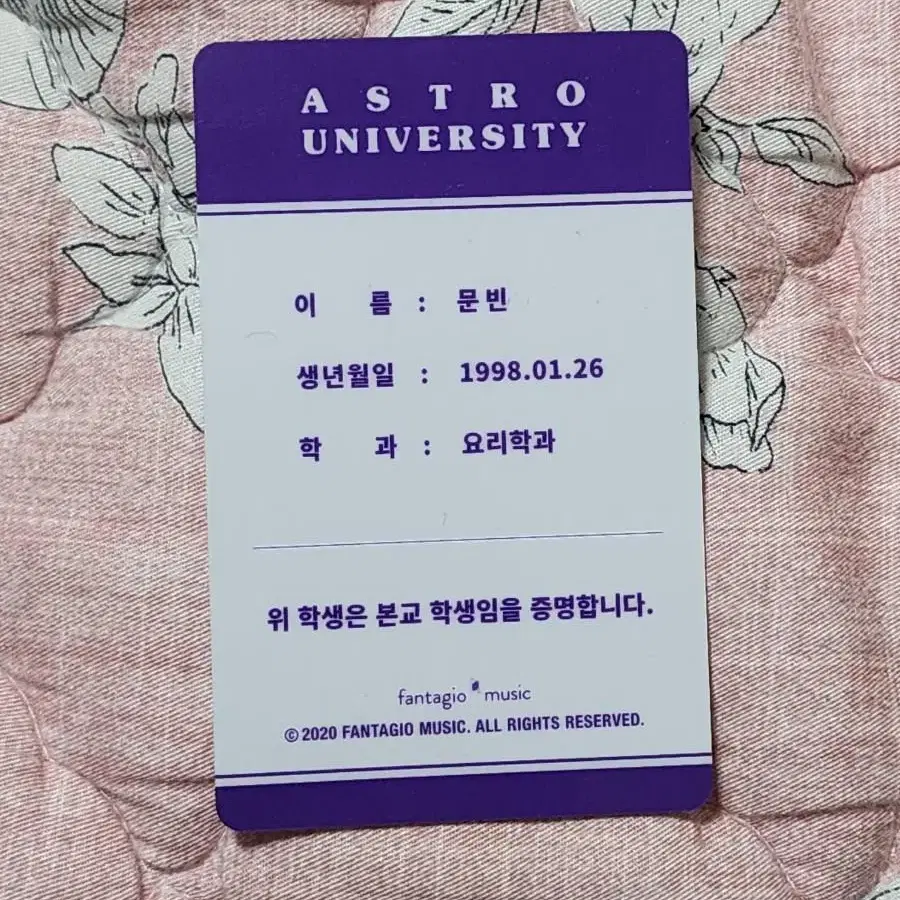 ASTRO
UNIVERSITY
이 름 : 문빈
생년월일 : 1998.01.26
학 과 : 요리학과
위 학생은 본교 학생임을 증명합니다.
fantagio music
©2020 FANTAGIO MUSIC. ALL RIGHTS RESERVED.